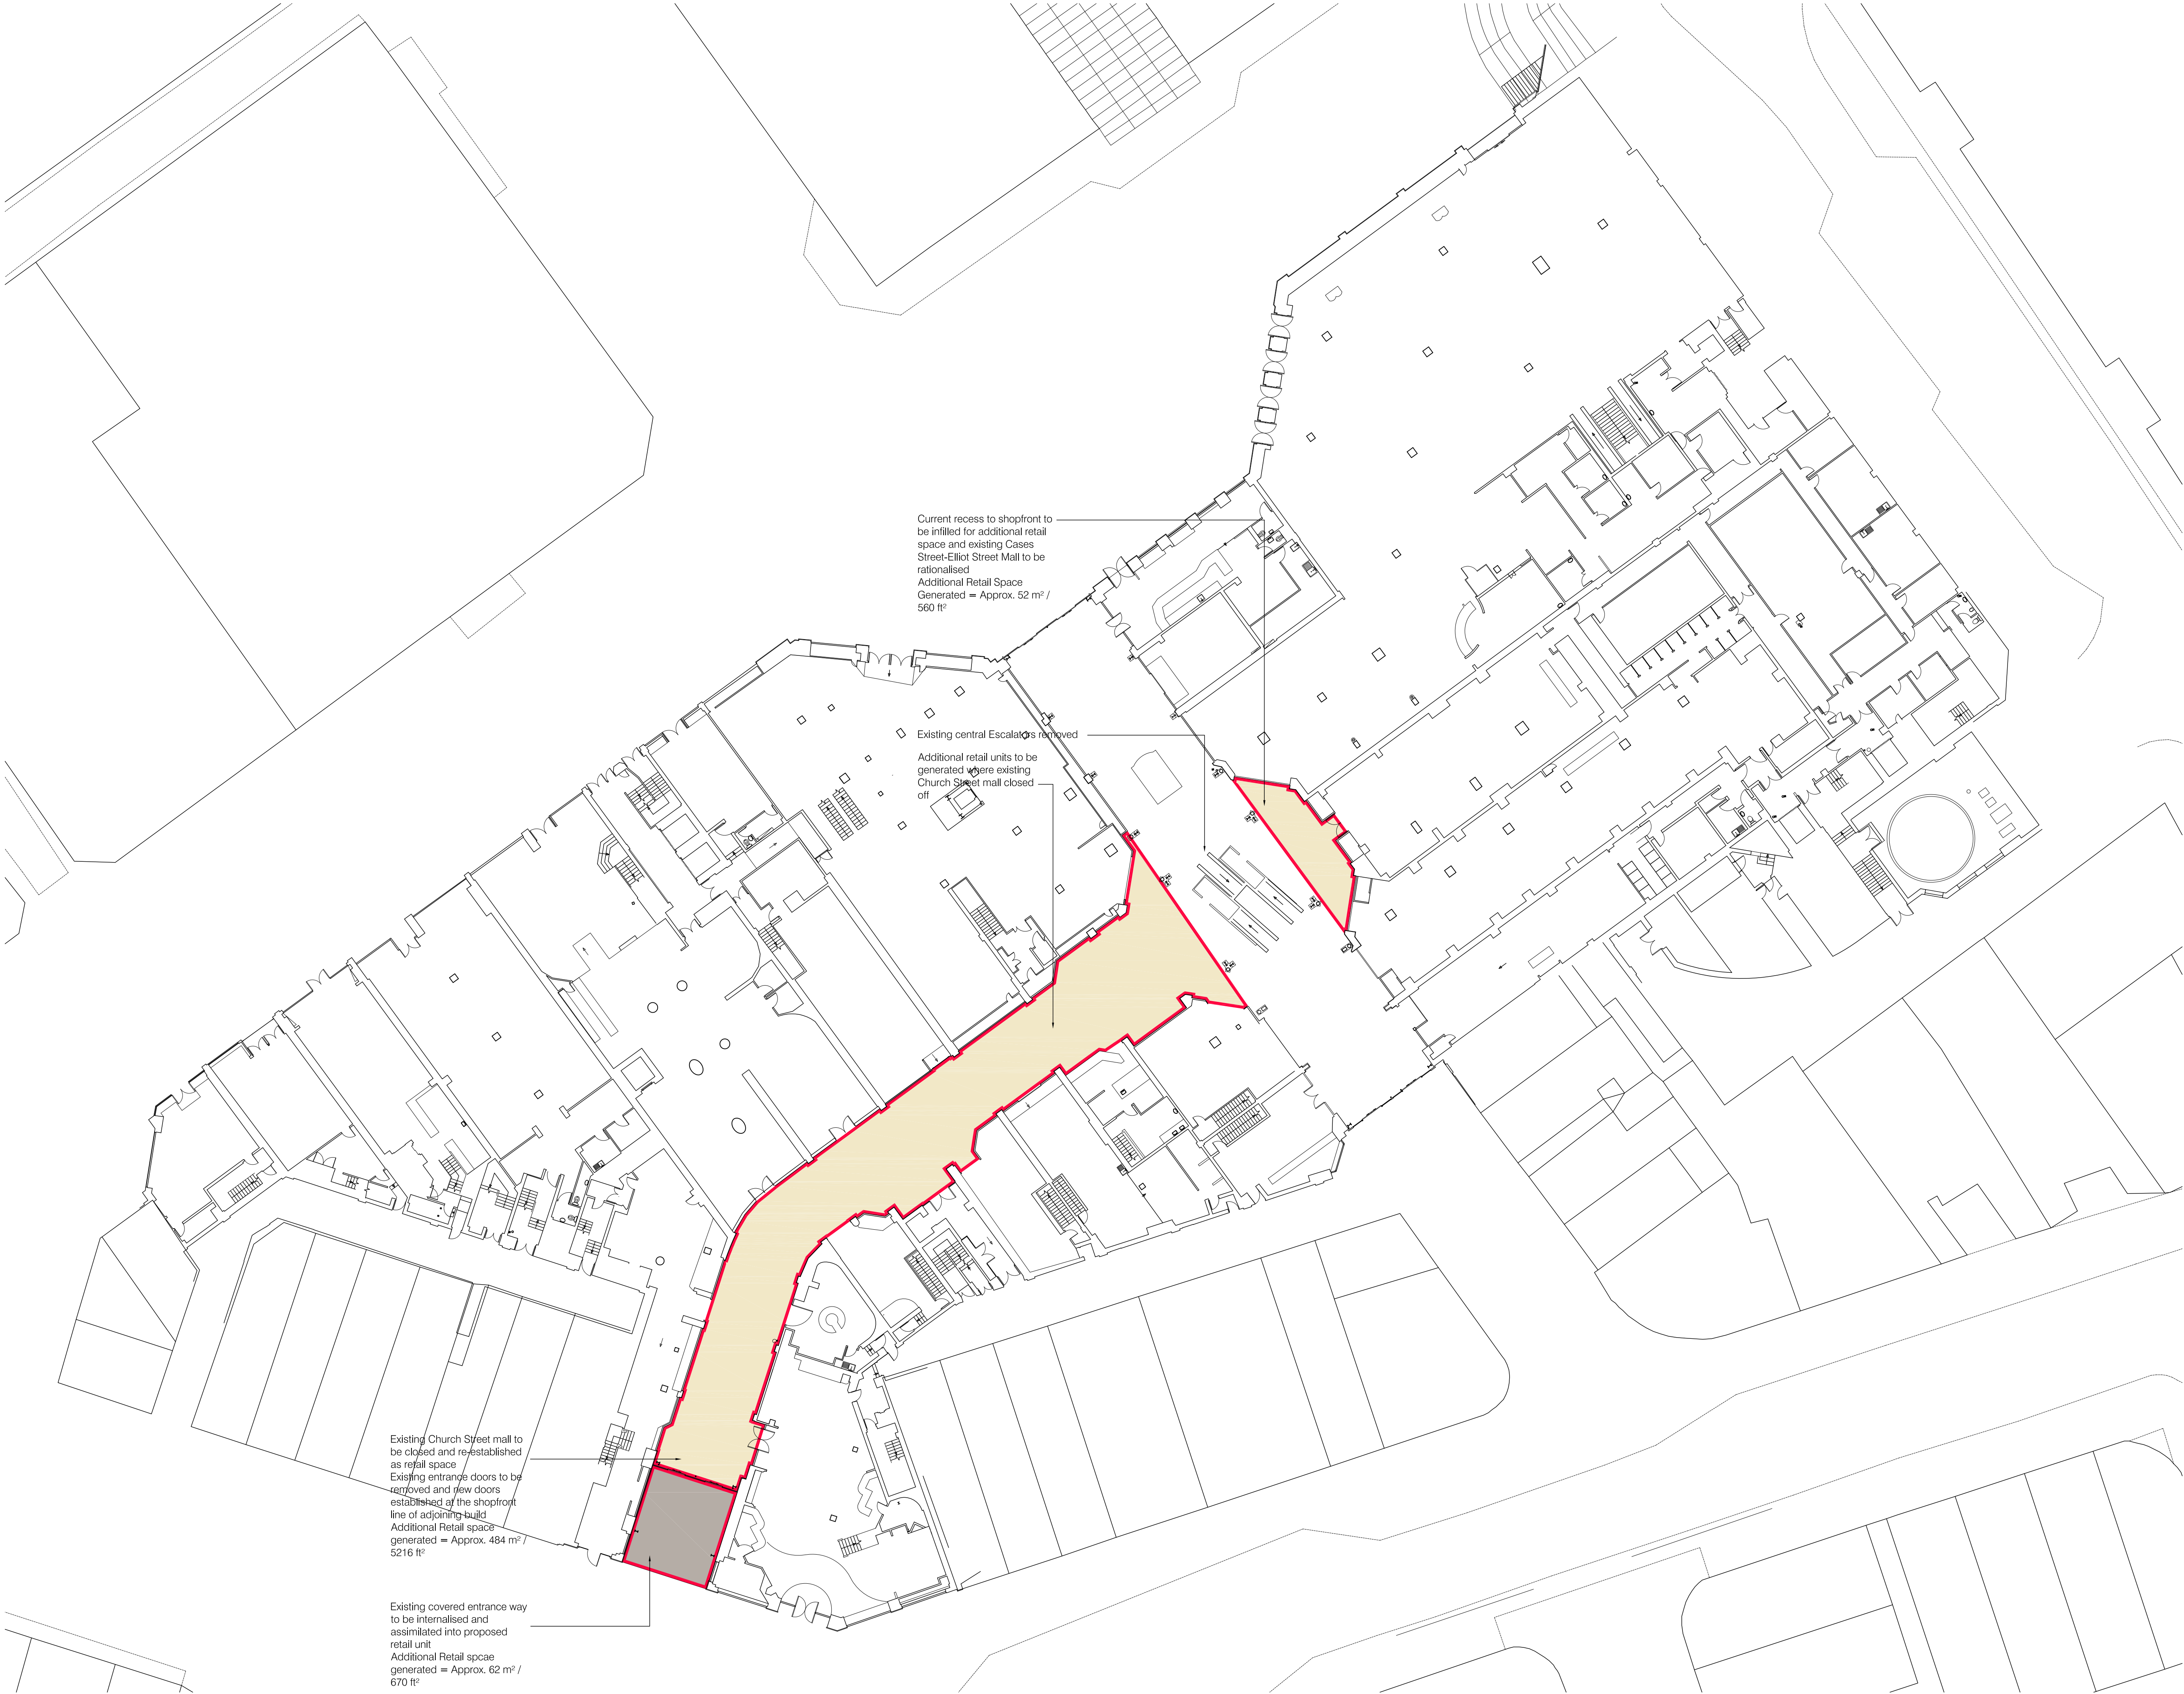 Current recess to shopfront to
be infilled for additional retail
space and existing Cases
Street-Elliot Street Mall to be
rationalised
Additional Retail Space
Generated = Approx. 52 m² /
560 ft²
Existing central Escalators removed
Additional retail units to be
generated where existing
Church Street mall closed
off
Existing Church Street mall to
be closed and re-established
as retail space
Existing entrance doors to be
removed and new doors
established at the shopfront
line of adjoining build
Additional Retail space
generated = Approx. 484 m² /
5216 ft²
Existing covered entrance way
to be internalised and
assimilated into proposed
retail unit
Additional Retail spcae
generated = Approx. 62 m² /
670 ft²